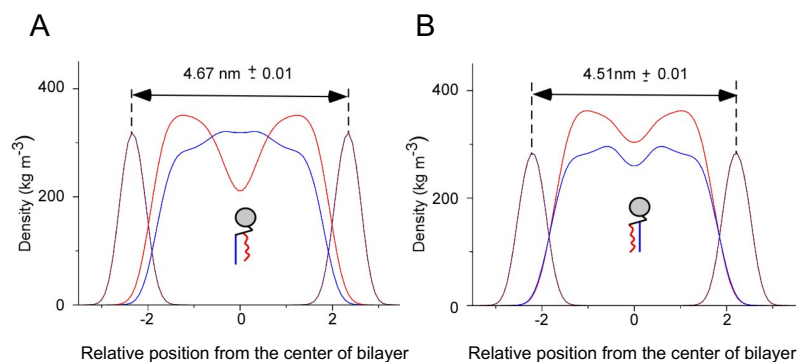 A
B
4.67 nm ± 0.01
4.51nm ± 0.01
400
200
0
Density (kg m-3)
-2
0
2
Relative position from the center of bilayer
400
200
0
Density (kg m-3)
-2
0
2
Relative position from the center of bilayer